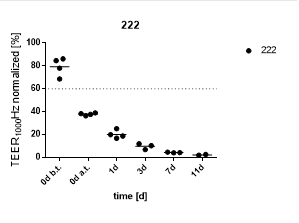 222
TEER1000Hz normalized [%]
100
80
60
40
20
0
0d b.t.
0d a.t.
1d
3d
7d
11d
time [d]
222